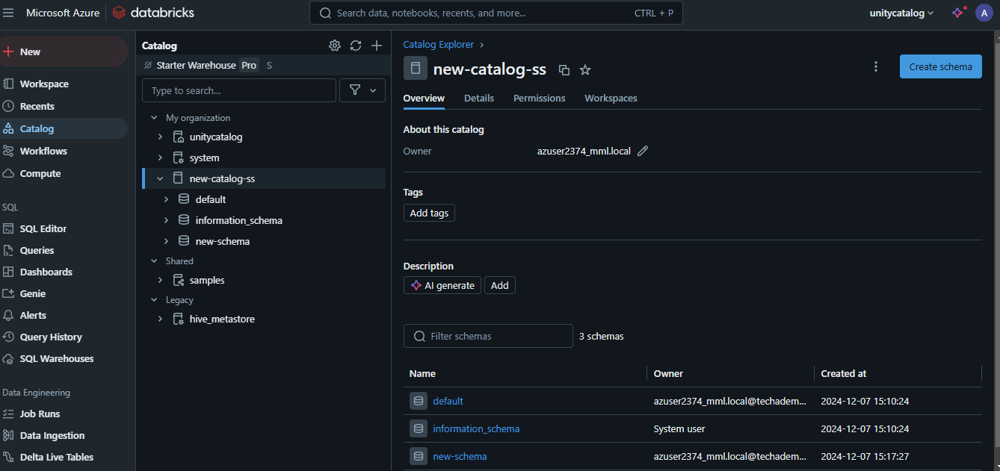 Microsoft Azure
databricks
Search data, notebooks, recents, and more...
CTRL + P
unitycatalog
A
New
Workspace
Recents
Catalog
Workflows
Compute
SQL
SQL Editor
Queries
Dashboards
Genie
Alerts
Query History
SQL Warehouses
Data Engineering
Job Runs
Data Ingestion
Delta Live Tables
Catalog
Starter Warehouse Pro S
Type to search...
My organization
unitycatalog
system
new-catalog-ss
default
information_schema
new-schema
Shared
samples
Legacy
hive_metastore
Catalog Explorer
new-catalog-ss
Create schema
Overview Details Permissions Workspaces
About this catalog
Owner azuser2374_mml.local
Tags
Add tags
Description
AI generate Add
Filter schemas 3 schemas
Name Owner Created at
default azuser2374_mml.local@techadem... 2024-12-07 15:10:24
information_schema System user 2024-12-07 15:10:24
new-schema azuser2374_mml.local@techadem... 2024-12-07 15:17:27